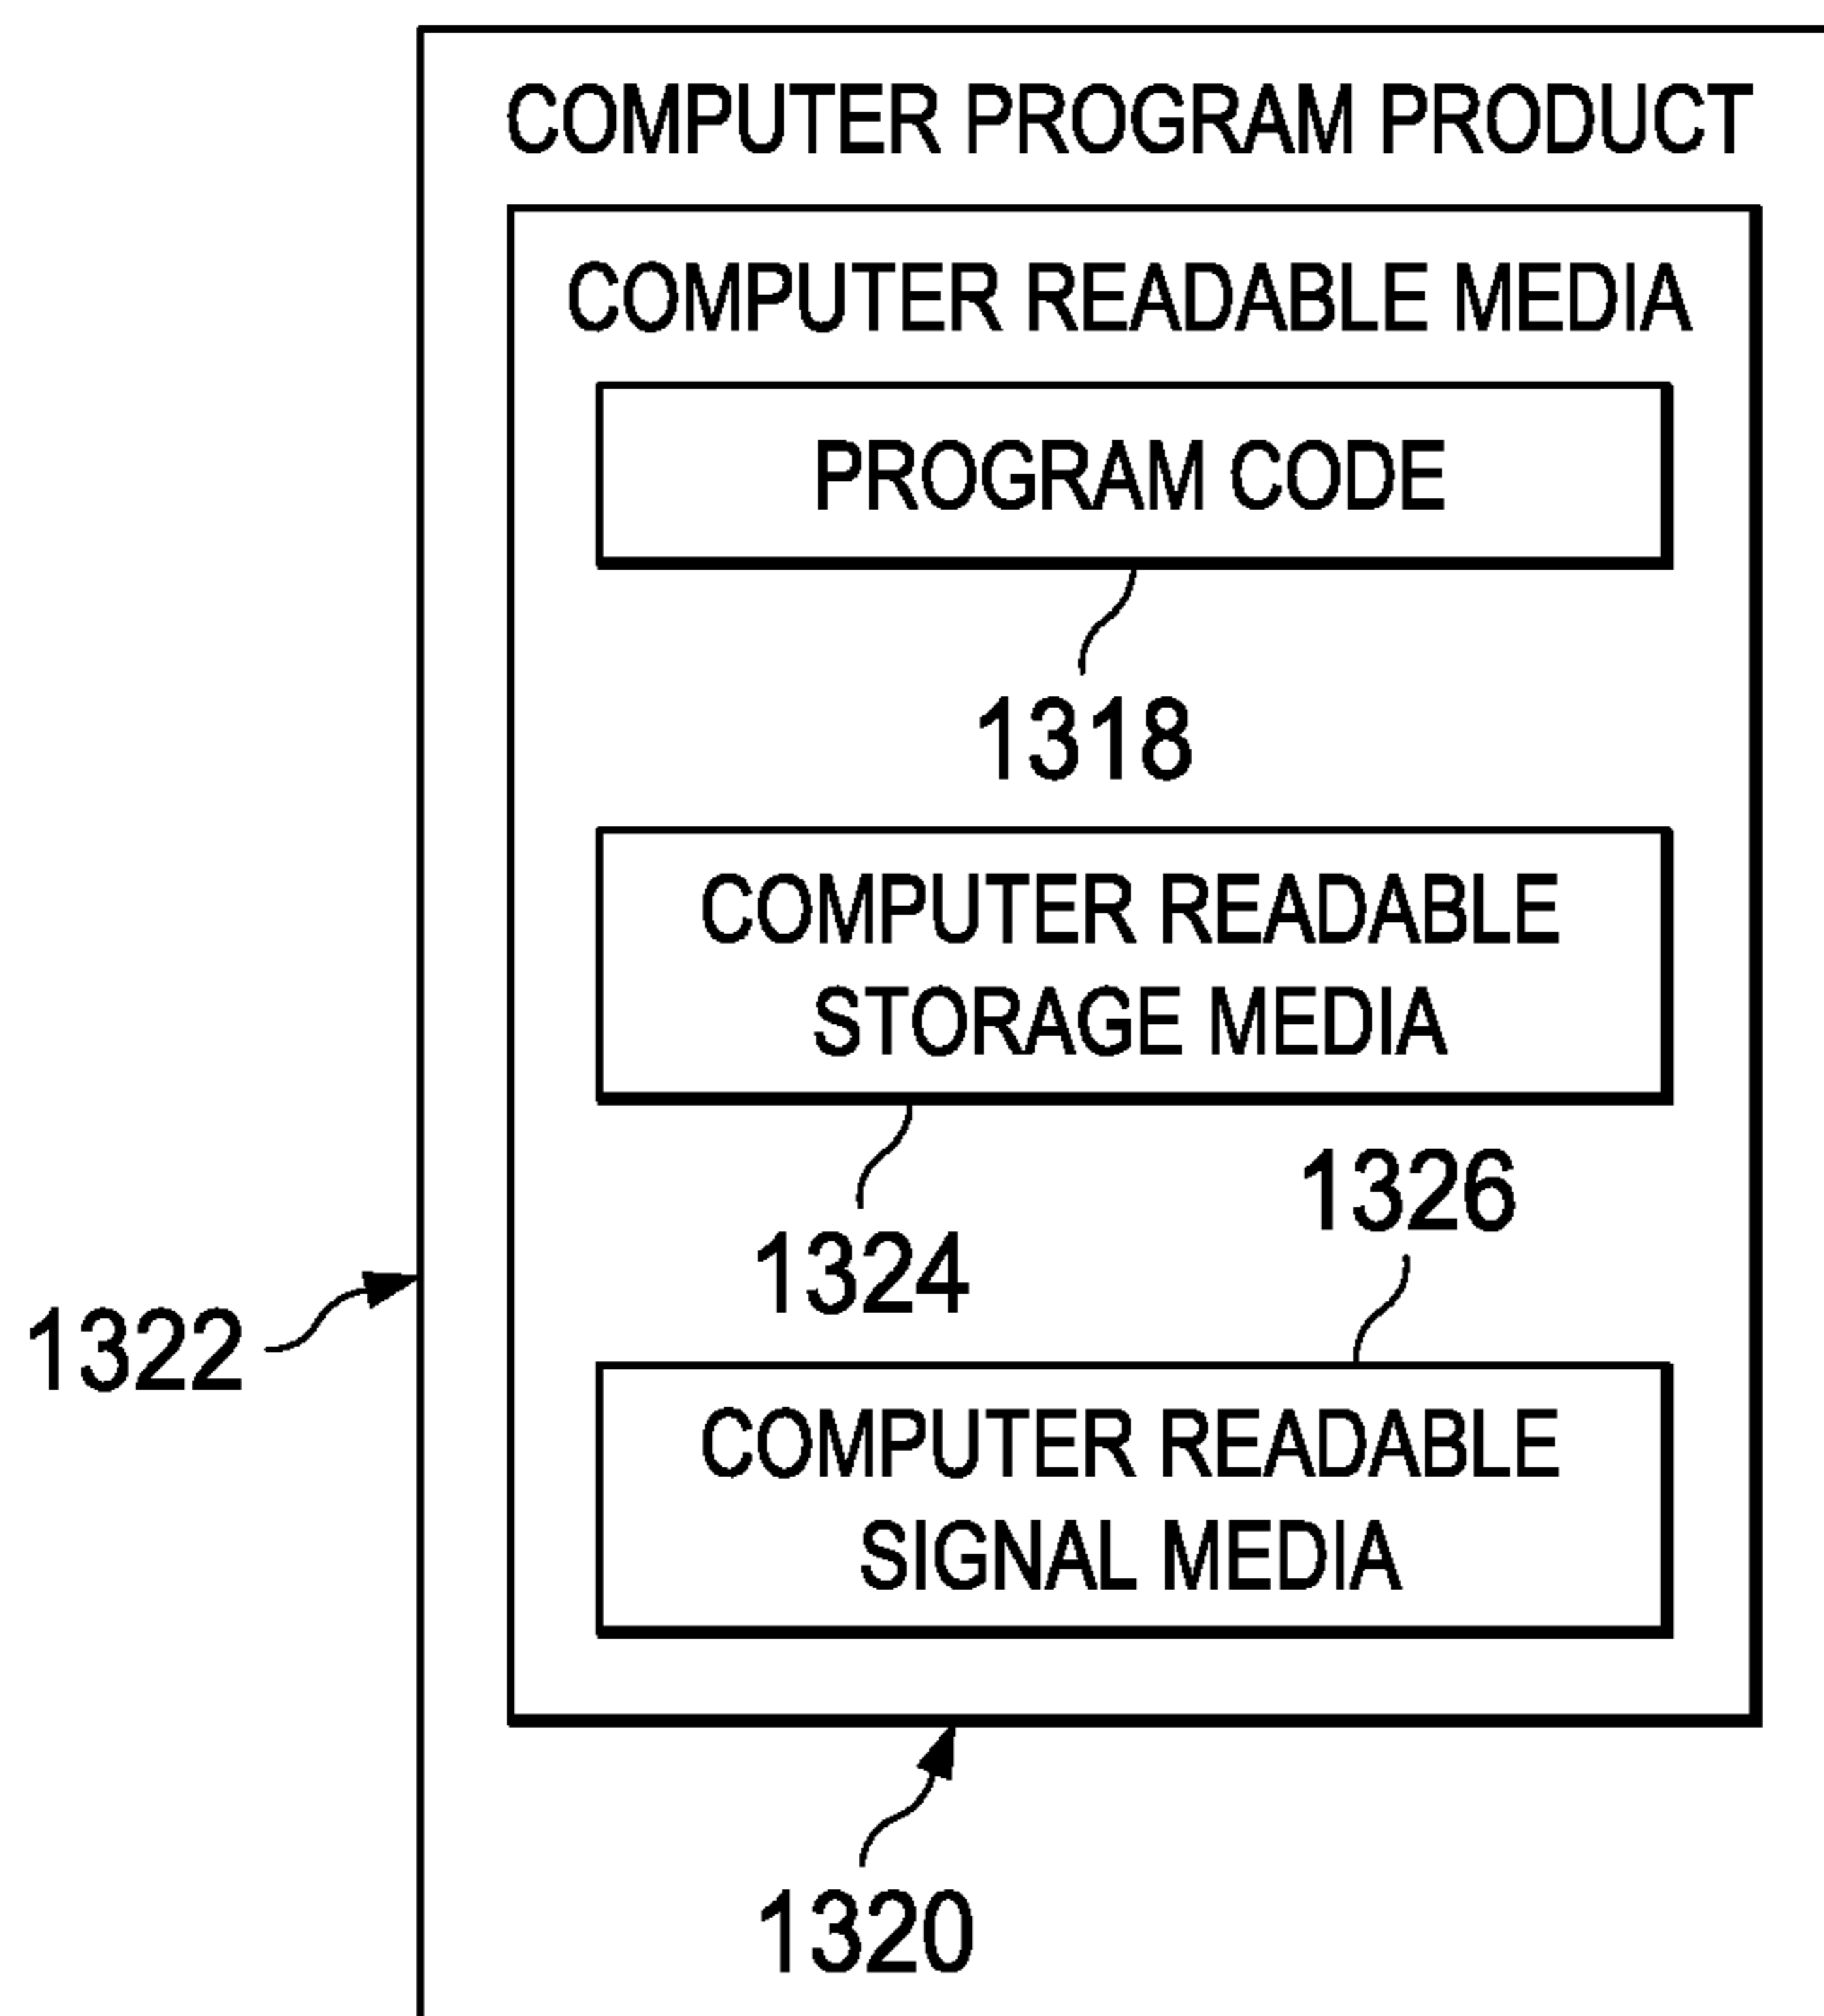 COMPUTER PROGRAM PRODUCT
COMPUTER READABLE MEDIA
PROGRAM CODE
1318
COMPUTER READABLE
STORAGE MEDIA
1326
1324
1322
COMPUTER READABLE
SIGNAL MEDIA
1320